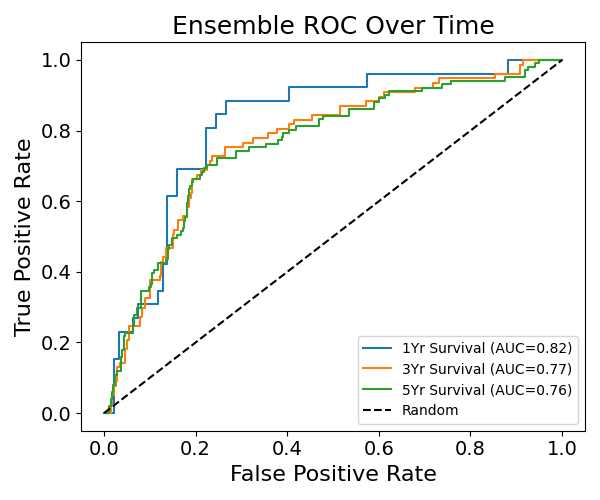 Ensemble ROC Over Time
True Positive Rate
1.0
0.8
0.6
0.4
0.2
0.0
1Yr Survival (AUC=0.82)
3Yr Survival (AUC=0.77)
5Yr Survival (AUC=0.76)
Random
0.0 0.2 0.4 0.6 0.8 1.0
False Positive Rate